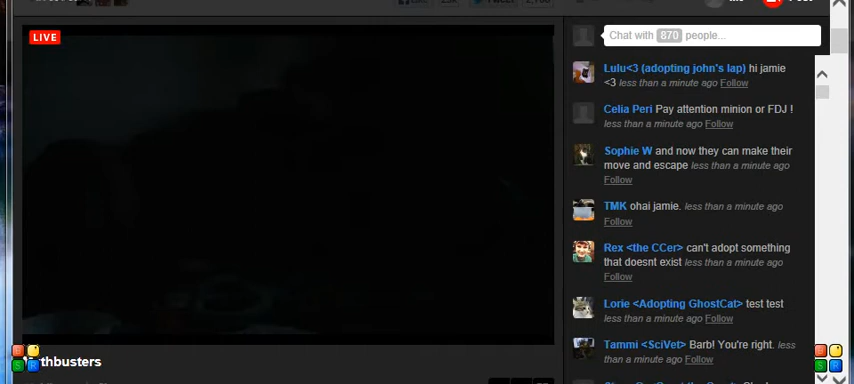 LIVE
Chat with 870 people...
Lulu<3 (adopting john's lap) hi jamie
<3 less than a minute ago Follow
Celia Peri Pay attention minion or FDJ !
less than a minute ago Follow
Sophie W and now they can make their
move and escape less than a minute ago
Follow
TMK ohai jamie. less than a minute ago
Follow
Rex <the CCer> can't adopt something
that doesnt exist less than a minute ago
Follow
Lorie <Adopting GhostCat> test test
less than a minute ago Follow
Tammi <SciVet> Barb! You're right. less
than a minute ago Follow
thbusters